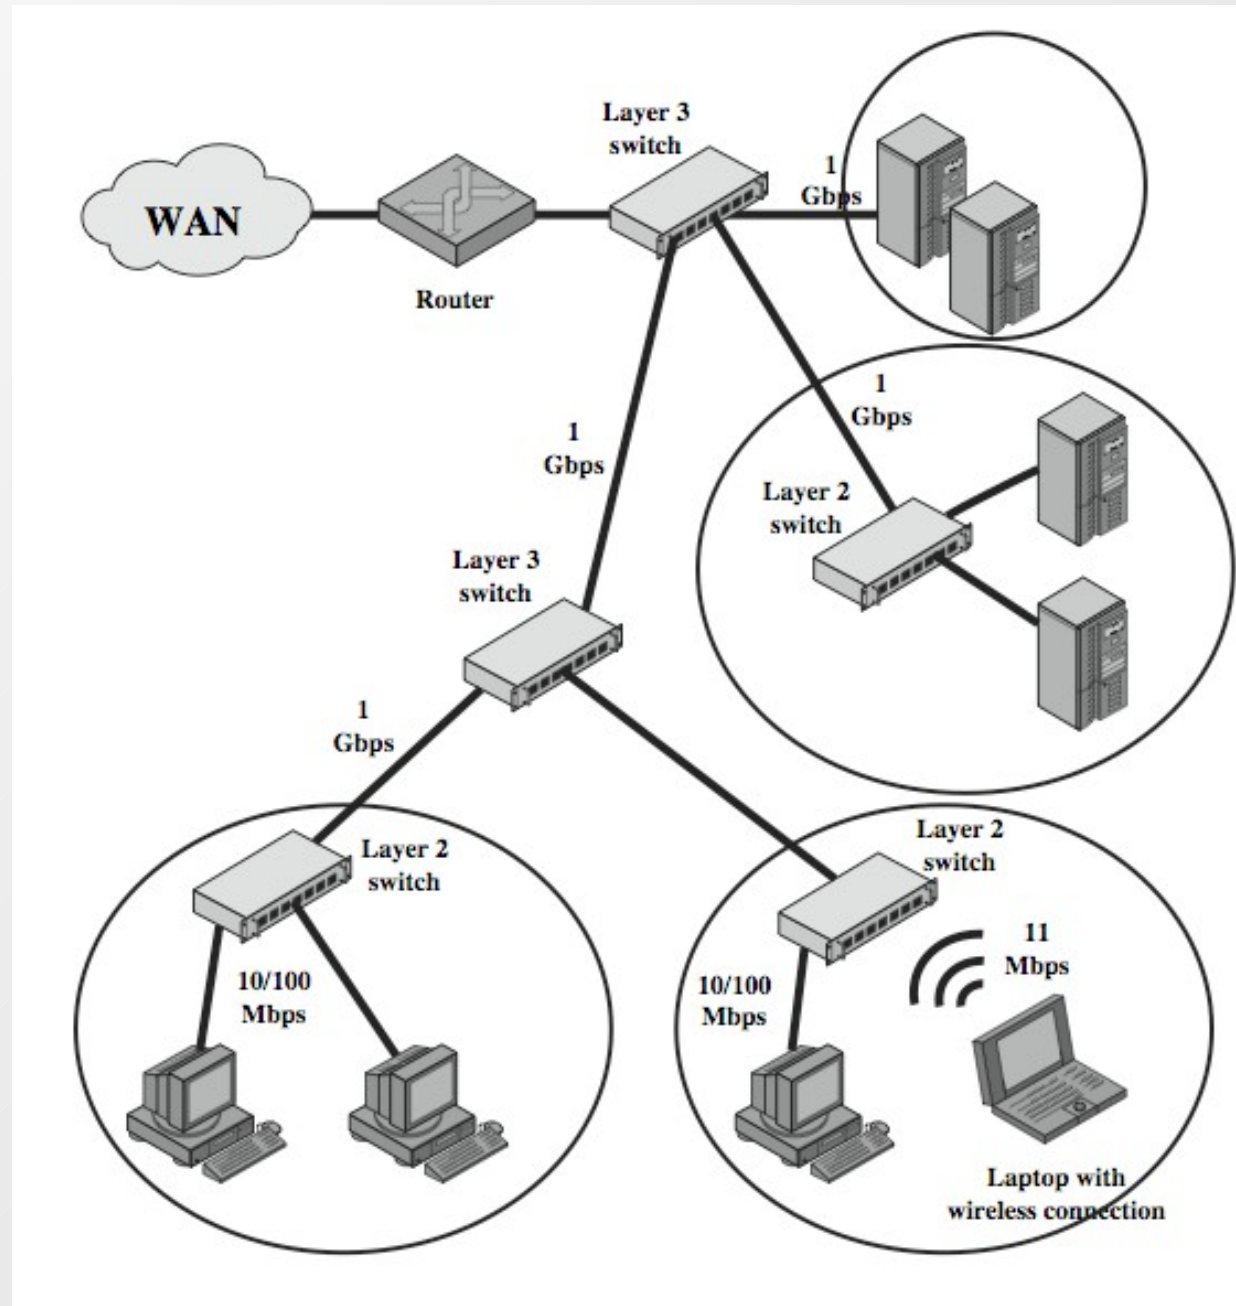 Layer 3
switch
1
Gbps
WAN
Router
1
Gbps
1
Gbps
Layer 2
switch
Layer 3
switch
1
Gbps
Layer 2
switch
Layer 2
switch
10/100
Mbps
10/100
Mbps
11
Mbps
Laptop with
wireless connection